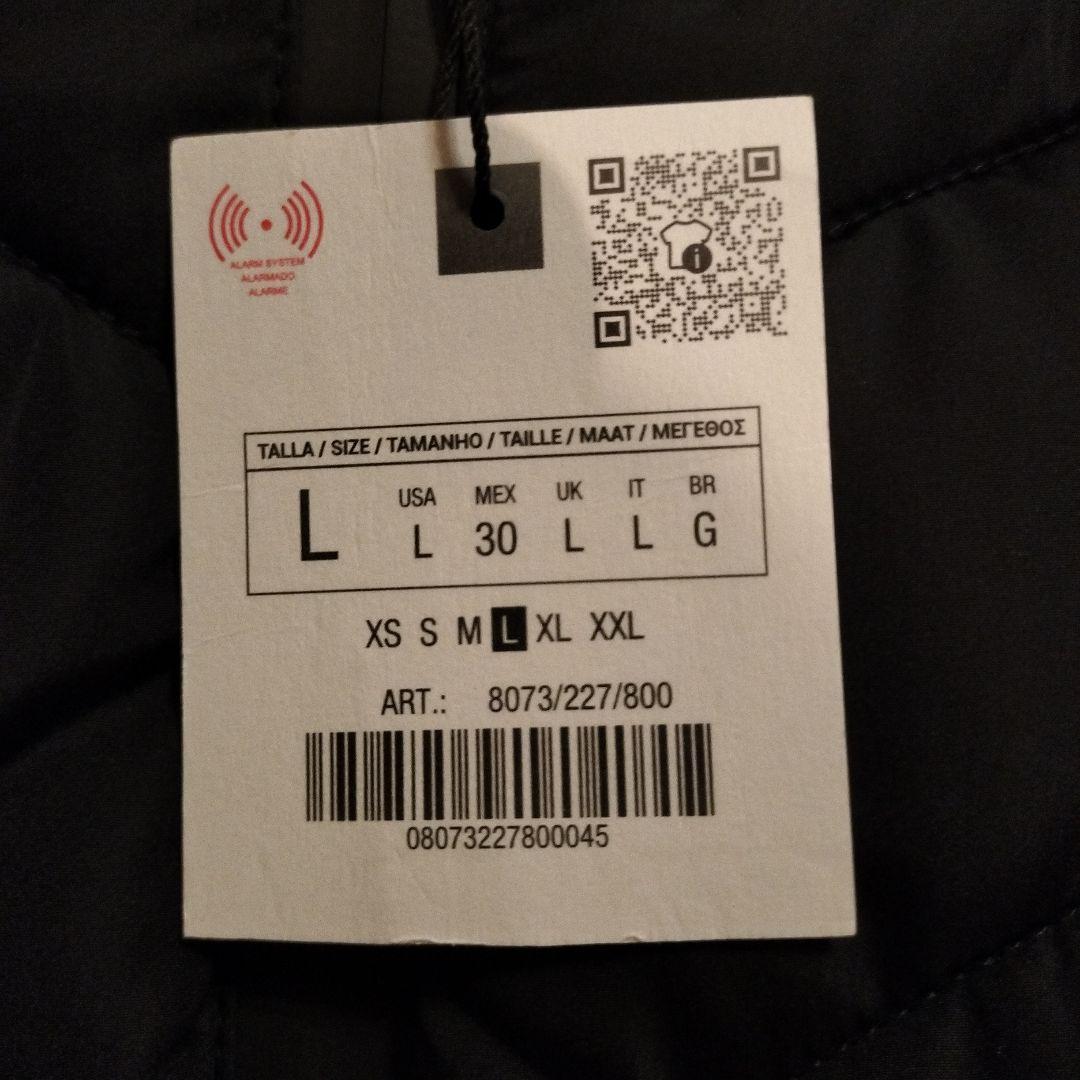 ALARM SYSTEM
ALARMADO
ALARME
i
TALLA / SIZE / TAMANHO / TAILLE / MAAT / ΜΕΓΕΘΟΣ
L
USA MEX UK IT BR
L 30 L L G
XS S M L XL XXL
ART.: 8073/227/800
08073227800045